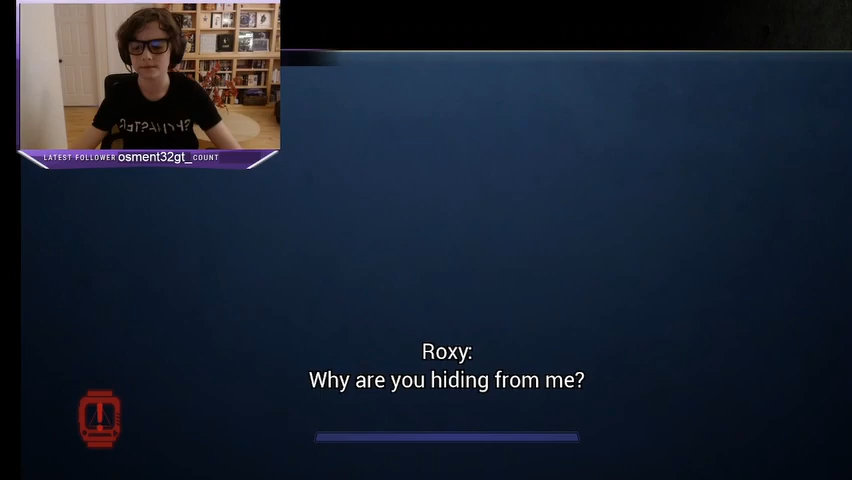 LATEST FOLLOWER osment32gt_ COUNT
Roxy:
Why are you hiding from me?